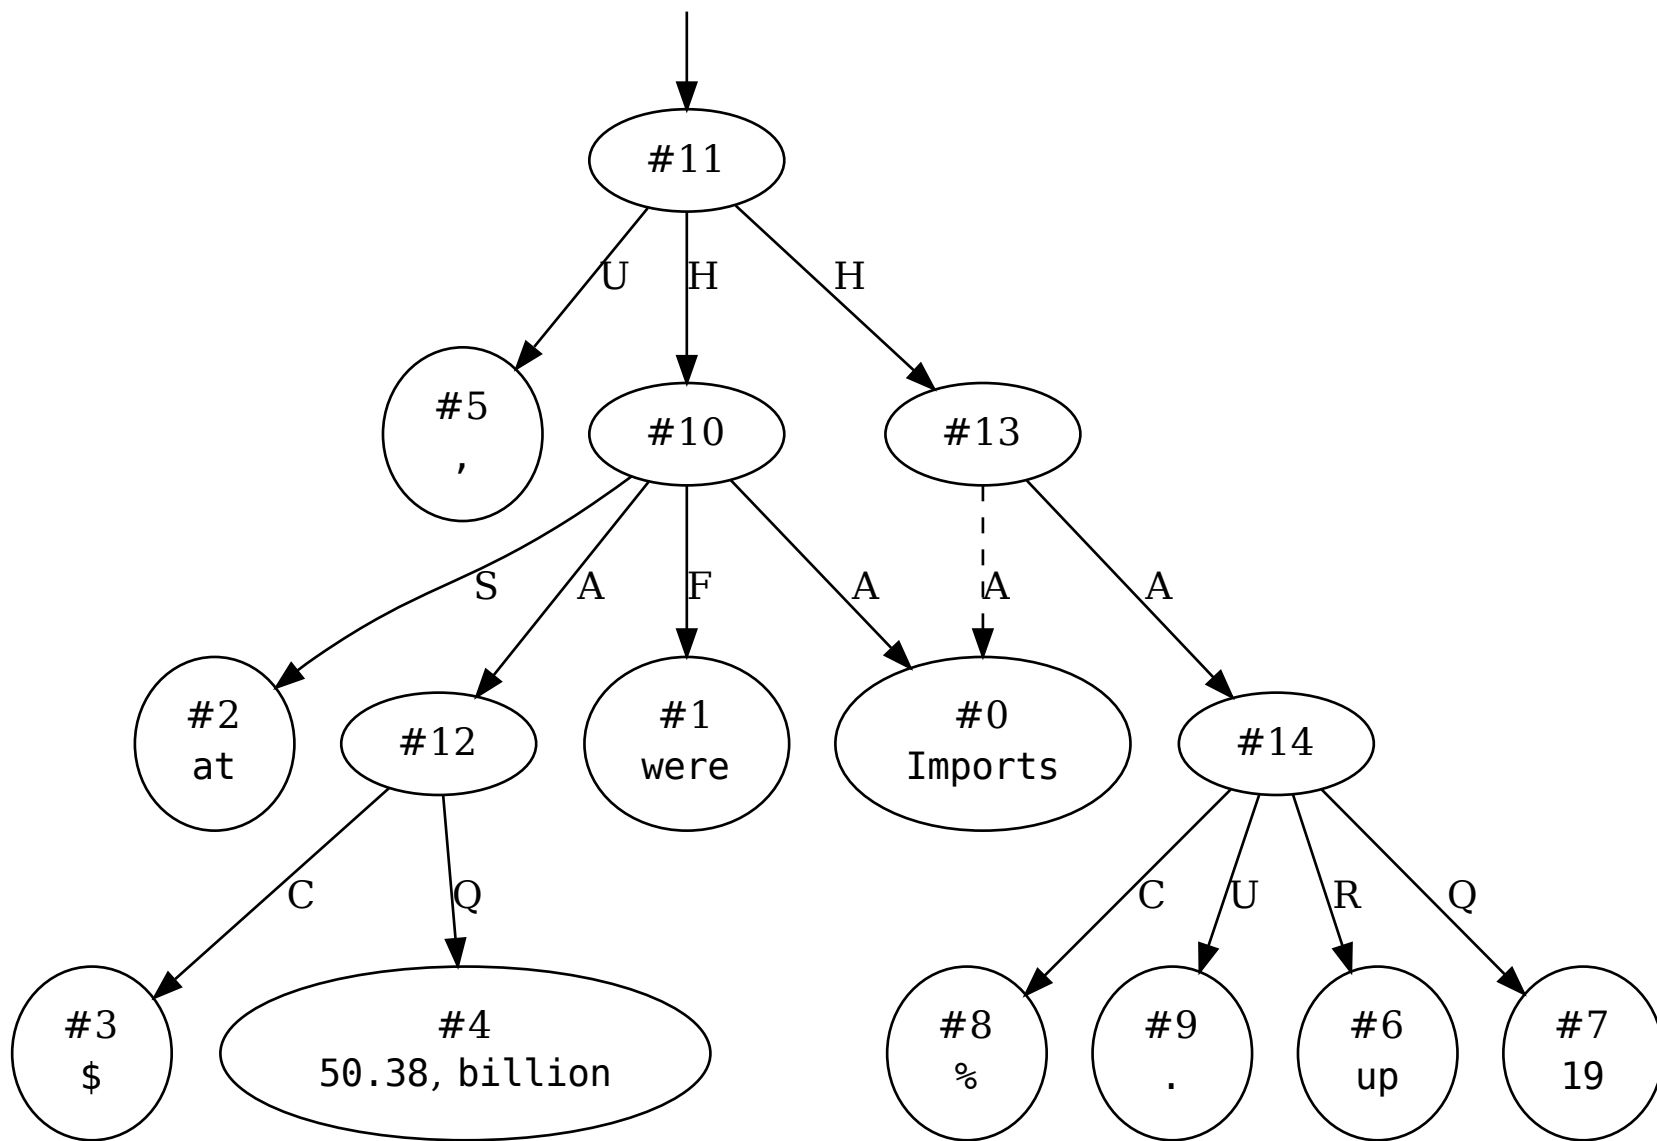 #11
U
H
H
#5
,
#10
#13
S
A
F
A
A
A
#2
at
#12
#1
were
#0
Imports
#14
C
Q
C
U
R
Q
#3
$
#4
50.38, billion
#8
%
#9
.
#6
up
#7
19